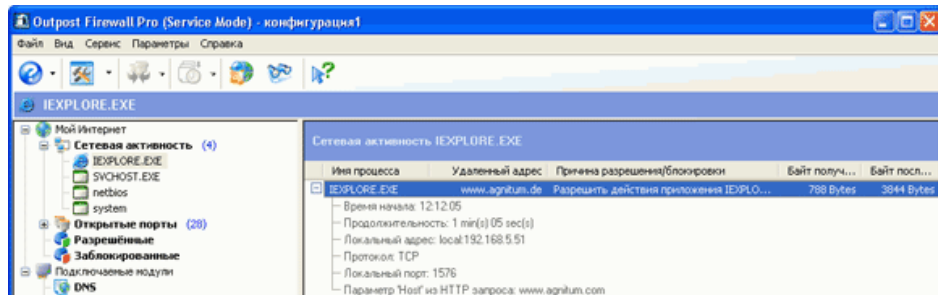 Outpost Firewall Pro (Service Mode) - конфигурация1
Файл Вид Сервис Параметры Справка
IEXPLORE.EXE
Мой Интернет
Сетевая активность (4)
IEXPLORE.EXE
SVCHOST.EXE
netbios
system
Открытые порты (28)
Разрешённые
Заблокированные
Подключаемые модули
DNS
Сетевая активность IEXPLORE.EXE
Имя процесса Удаленный адрес Причина разрешения/блокировки Байт получ... Байт посл...
IEXPLORE.EXE www.agnitum.de Разрешить действия приложения IEXPLO... 788 Bytes 3844 Bytes
Время начала: 12:12:05
Продолжительность: 1 min(s) 05 sec(s)
Локальный адрес: local:192.168.5.51
Протокол: TCP
Локальный порт: 1576
Параметр 'Host' из HTTP запроса: www.agnitum.com